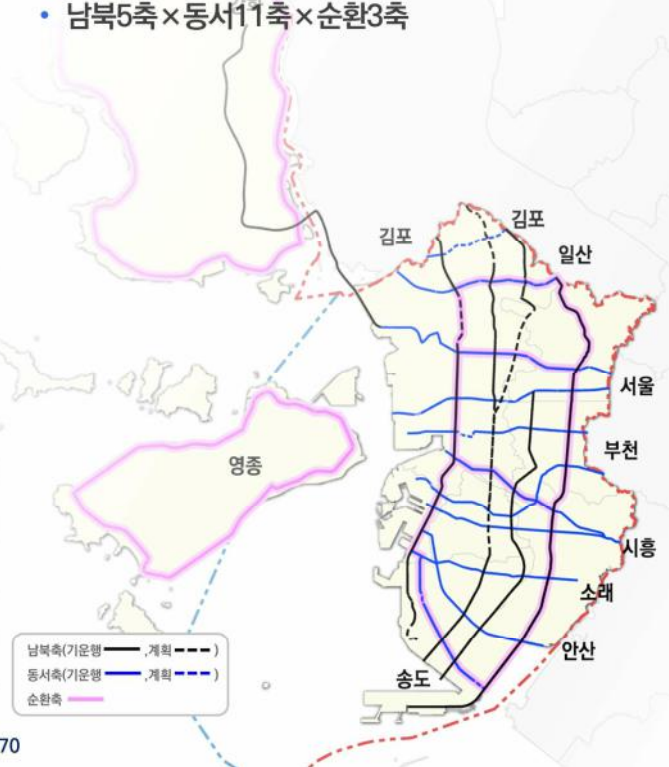 • 남북5축×동서11축×순환3축
김포
김포
일산
서울
부천
영종
시흥
소래
안산
송도
남북축(기운행 ,계획 )
동서축(기운행 ,계획 )
순환축
70